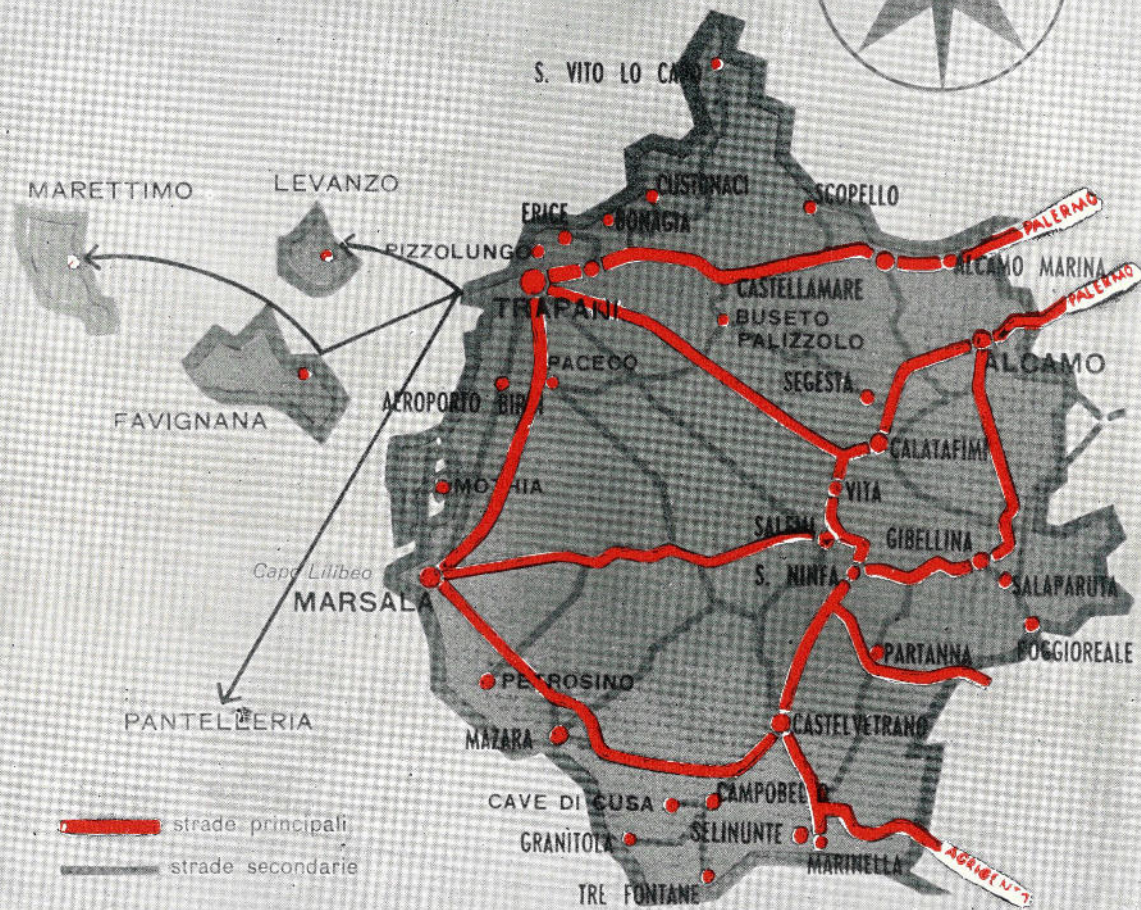 S. VITO LO CAPO
MARETTIMO
LEVANZO
CUSTONACI
SCOPELLO
ERICE
BONAGIA
PALERMO
PIZZOLUNGO
ALCAMO MARINA
TRAPANI
CASTELLAMARE
PALERMO
BUSETO
PALIZZOLO
ALCAMO
PACECO
SEGESTA
AEROPORTO BIRGI
FAVIGNANA
CALATAFIMI
MOTHIA
VITA
SALEMI
GIBELLINA
Capo Lilibeo
S. NINFA
SALAPARUTA
MARSALA
PARTANNA
POGGIOREALE
PETROSINO
PANTELLERIA
CASTELVETRANO
MAZARA
CAVE DI CUSA
CAMPOBELLO
strade principali
GRANITOLA
SELINUNTE
MARINELLA
strade secondarie
AGRIGENTO
TRE FONTANE